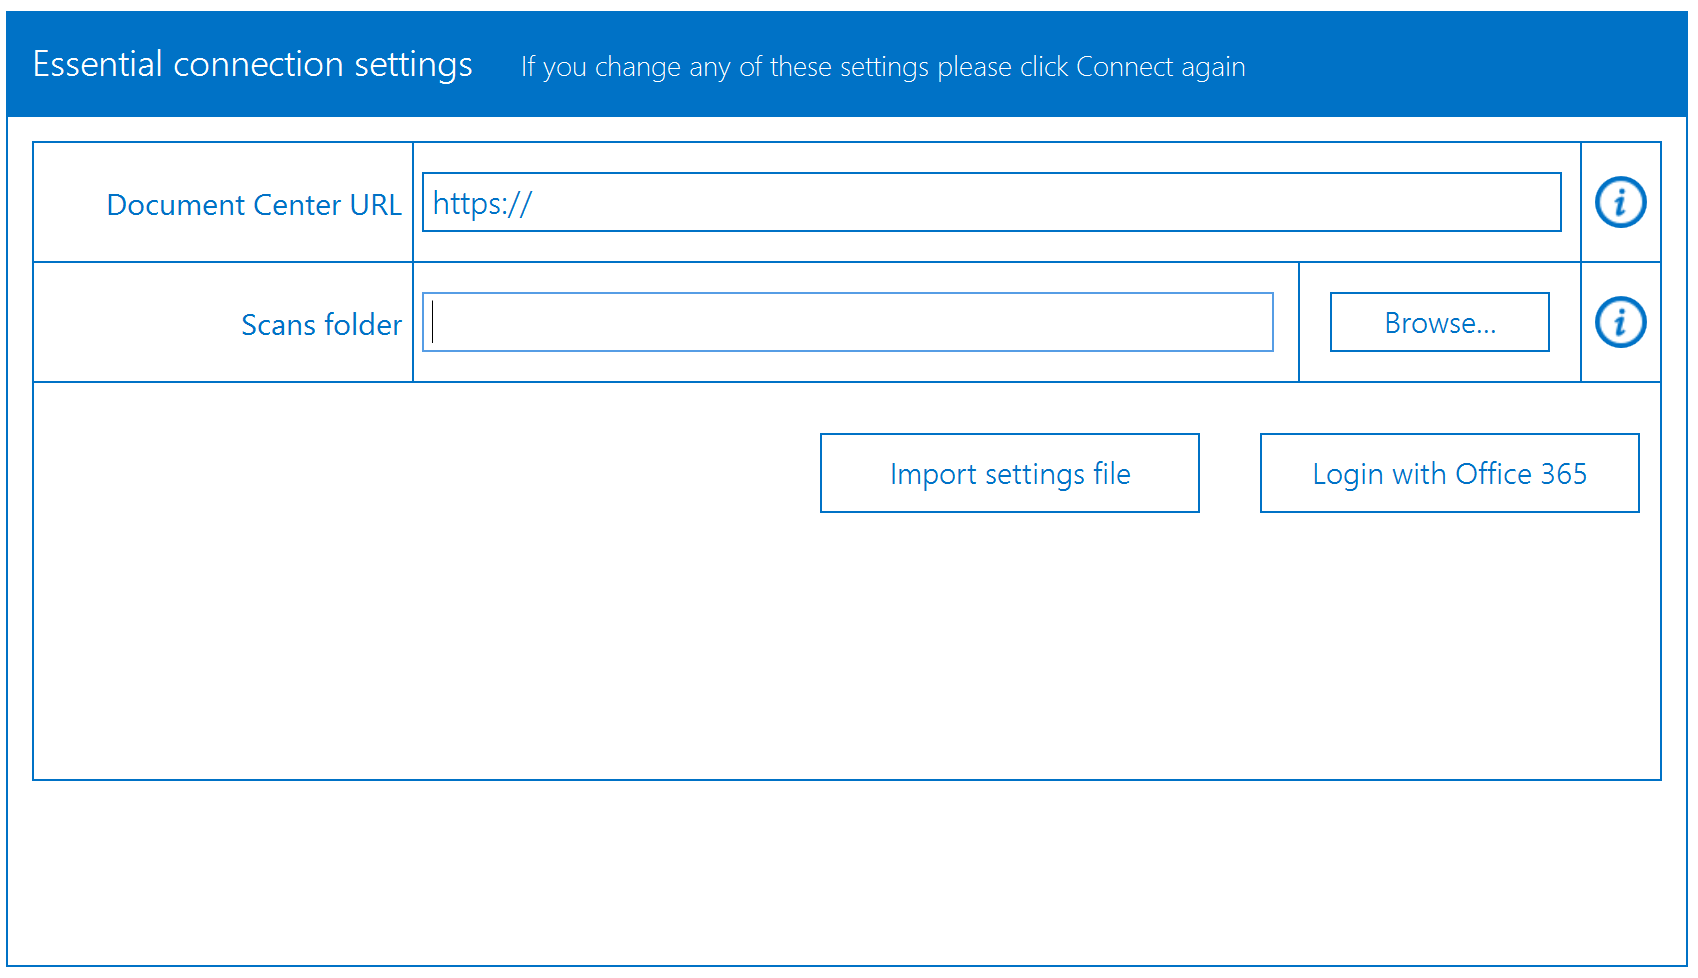 Essential connection settings If you change any of these settings please click Connect again
Document Center URL https:// i
Scans folder Browse... i
Import settings file Login with Office 365